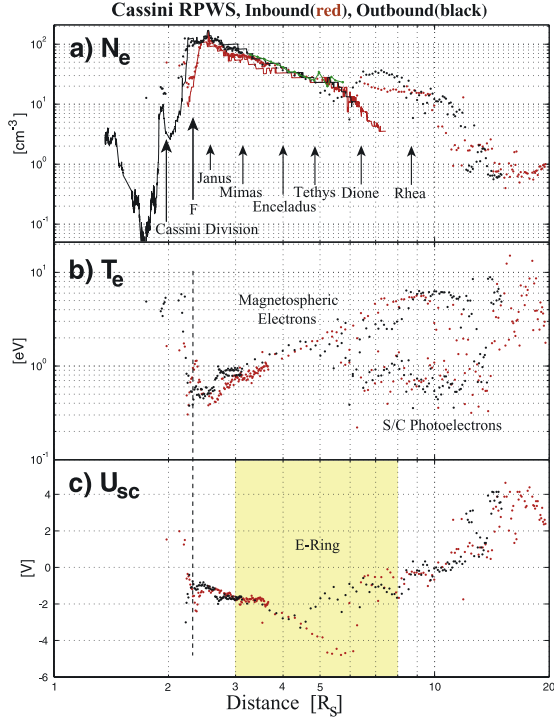 Cassini RPWS, Inbound(red), Outbound(black)
a) Ne
[cm-3]
10²
10¹
10⁰
10⁻¹
Janus
Mimas
Enceladus
Tethys
Dione
Rhea
F
Cassini Division
b) Te
[eV]
10¹
10⁰
10⁻¹
Magnetospheric
Electrons
S/C Photoelectrons
c) Usc
[V]
4
2
0
-2
-4
-6
E-Ring
1 2 3 4 5 10 20
Distance [Rs]